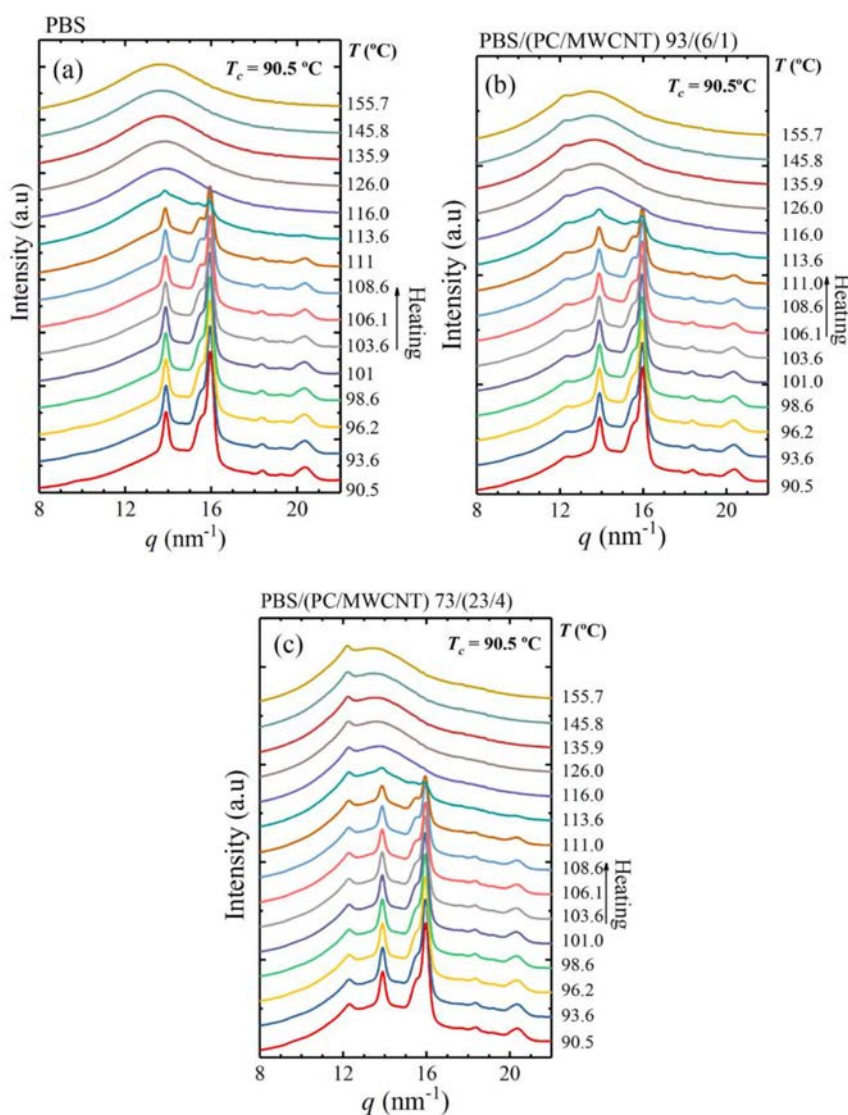 PBS
(a)
T_c = 90.5 °C
T (ºC)
155.7
145.8
135.9
126.0
116.0
113.6
111
108.6
106.1
103.6
101
98.6
96.2
93.6
90.5
Heating
Intensity (a.u)
8 12 16 20
q (nm⁻¹)
PBS/(PC/MWCNT) 93/(6/1)
(b)
T_c = 90.5ºC
T (ºC)
155.7
145.8
135.9
126.0
116.0
113.6
111.0
108.6
106.1
103.6
101.0
98.6
96.2
93.6
90.5
Heating
Intensity (a.u)
8 12 16 20
q (nm⁻¹)
PBS/(PC/MWCNT) 73/(23/4)
(c)
T_c = 90.5 ºC
T (ºC)
155.7
145.8
135.9
126.0
116.0
113.6
111.0
108.6
106.1
103.6
101.0
98.6
96.2
93.6
90.5
Heating
Intensity (a.u)
8 12 16 20
q (nm⁻¹)